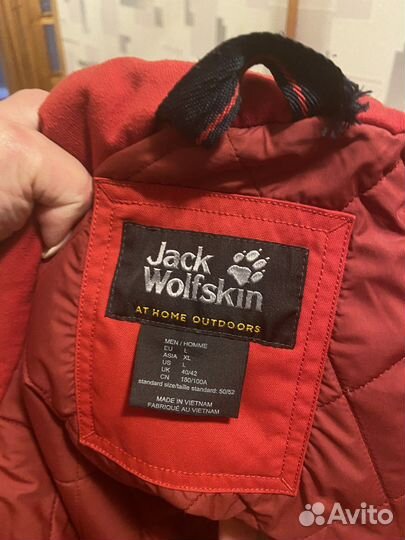 Jack
Wolfskin
AT HOME OUTDOORS
MEN / HOMME
EU L
ASIA XL
US L
UK 40/42
CN 180/100A
standard size/taille standard: 50/52
MADE IN VIETNAM
FABRIQUÉ AU VIETNAM
Avito